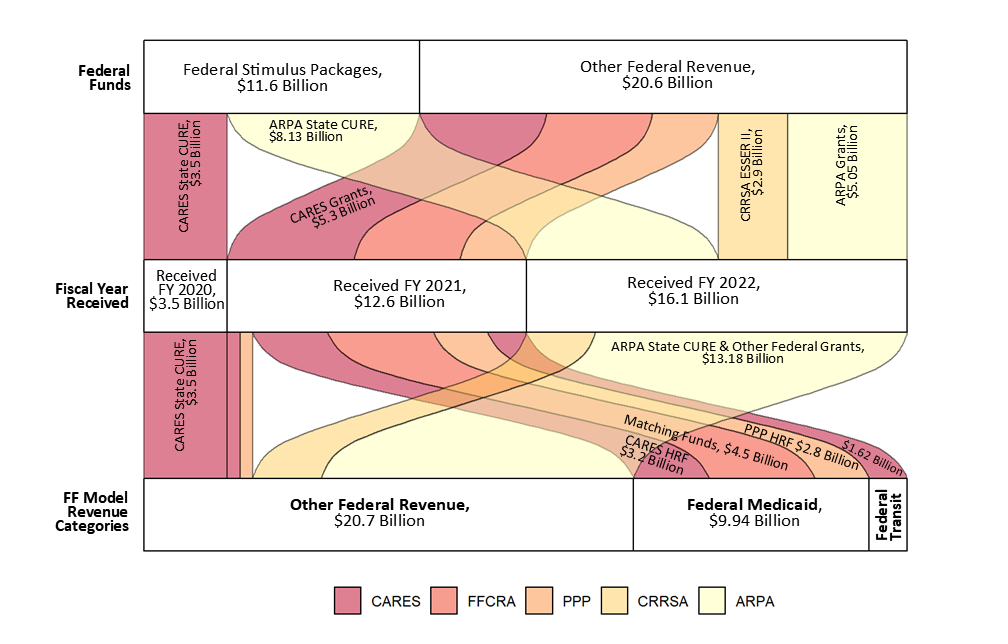 Federal
Funds
Federal Stimulus Packages,
$11.6 Billion
Other Federal Revenue,
$20.6 Billion
CARES State CURE,
$3.5 Billion
ARPA State CURE,
$8.13 Billion
CARES Grants,
$5.3 Billion
CRRSA ESSER II,
$2.9 Billion
ARPA Grants,
$5.05 Billion
Fiscal Year
Received
Received
FY 2020,
$3.5 Billion
Received FY 2021,
$12.6 Billion
Received FY 2022,
$16.1 Billion
CARES State CURE,
$3.5 Billion
ARPA State CURE & Other Federal Grants,
$13.18 Billion
Matching Funds, $4.5 Billion
CARES HRF
$3.2 Billion
PPP HRF $2.8 Billion
$1.62 Billion
FF Model
Revenue
Categories
Other Federal Revenue,
$20.7 Billion
Federal Medicaid,
$9.94 Billion
Federal
Transit
CARES
FFCRA
PPP
CRRSA
ARPA